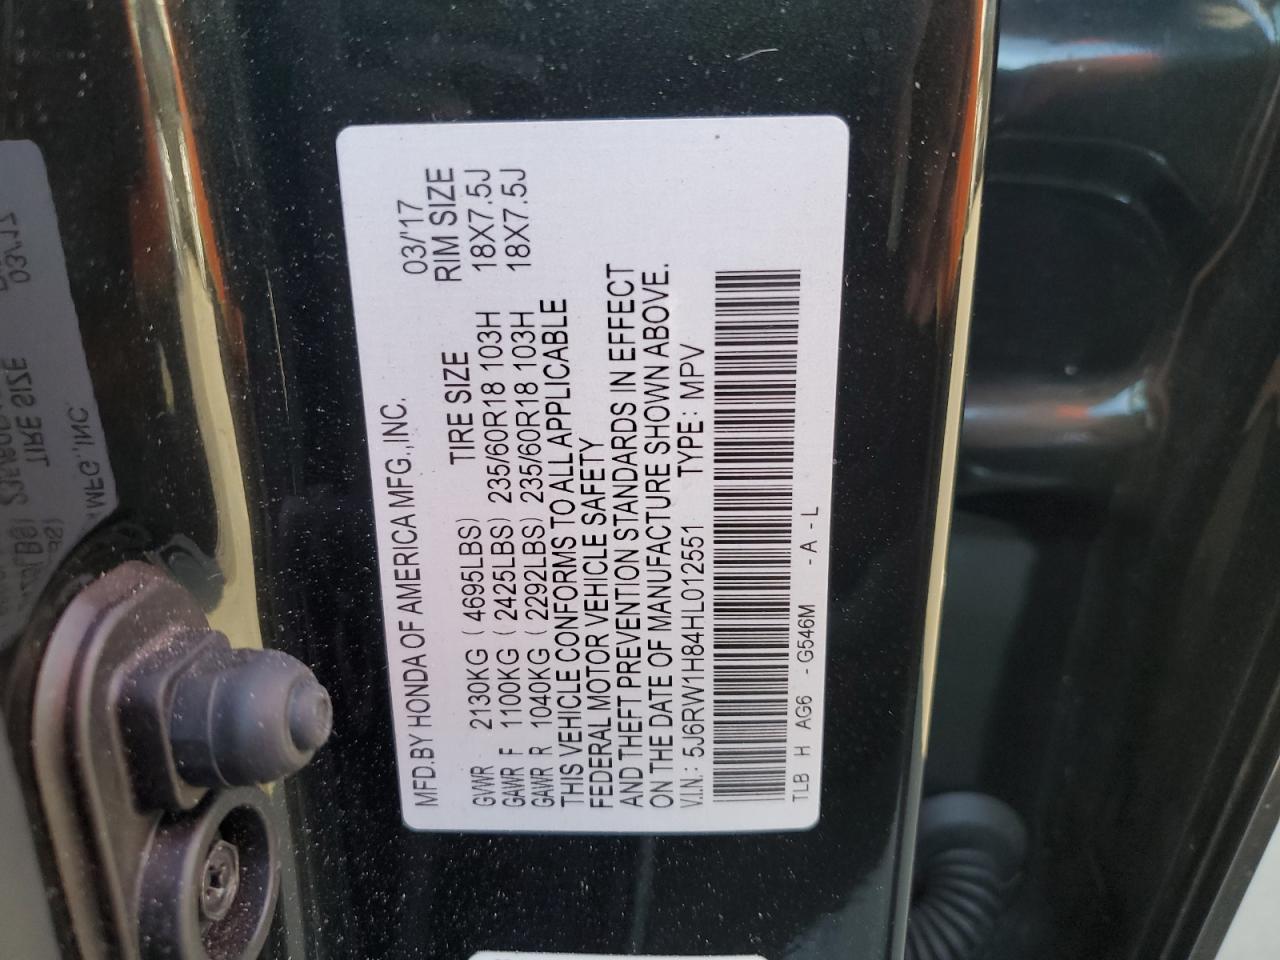 MFD. BY HONDA OF AMERICA MFG., INC. 03/'17
TIRE SIZE RIM SIZE
GVWR 2130KG ( 4695LBS)
GAWR F 1100KG ( 2425LBS) 235/60R18 103H 18X7.5J
GAWR R 1040KG ( 2292LBS) 235/60R18 103H 18X7.5J
THIS VEHICLE CONFORMS TO ALL APPLICABLE
FEDERAL MOTOR VEHICLE SAFETY
AND THEFT PREVENTION STANDARDS IN EFFECT
ON THE DATE OF MANUFACTURE SHOWN ABOVE.
V.I.N.: 5J6RW1H84HL012551 TYPE: MPV
TLB H AG6 - G546M - A - L